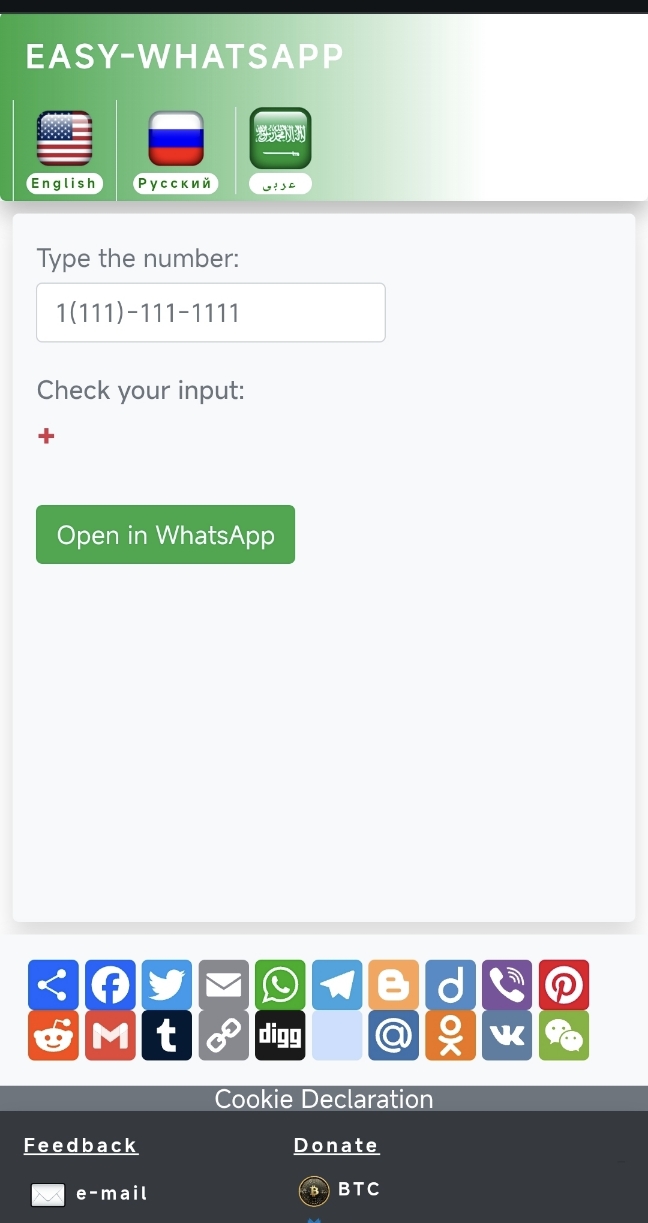 EASY-WHATSAPP
English
Русский
عربى
Type the number:
1(111)-111-1111
Check your input:
+
Open in WhatsApp
digg
Cookie Declaration
Feedback
Donate
e-mail
BTC